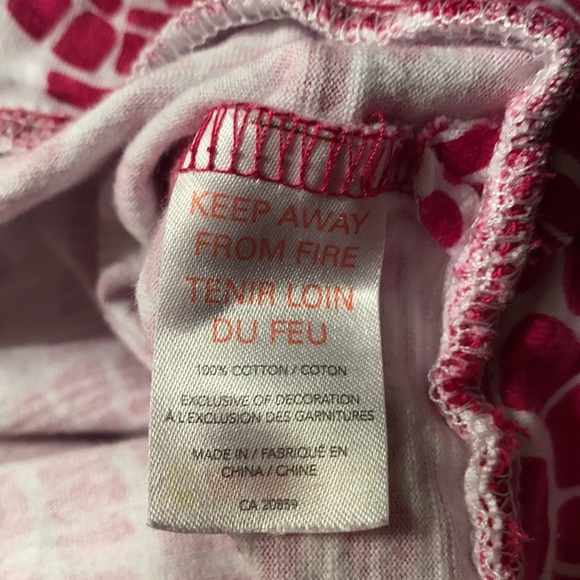 KEEP AWAY
FROM FIRE
TENIR LOIN
DU FEU
100% COTTON / COTON
EXCLUSIVE OF DECORATION
À L'EXCLUSION DES GARNITURES
MADE IN / FABRIQUÉ EN
CHINA / CHINE
CA 20859